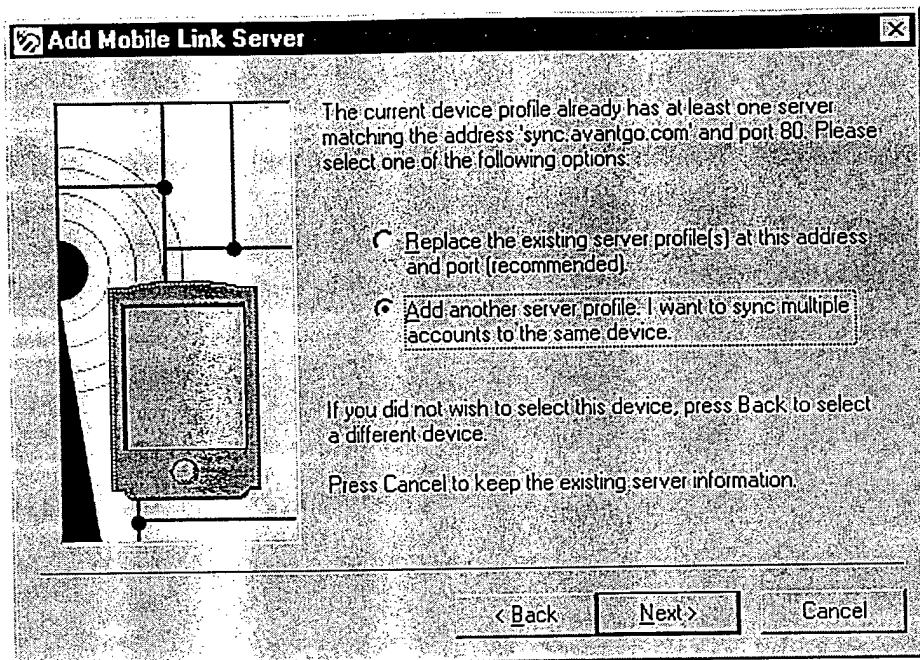 Add Mobile Link Server
The current device profile already has at least one server
matching the address 'sync.avantgo.com' and port 80. Please
select one of the following options:
Replace the existing server profile(s) at this address
and port (recommended).
Add another server profile. I want to sync multiple
accounts to the same device.
If you did not wish to select this device, press Back to select
a different device.
Press Cancel to keep the existing server information.
< Back
Next >
Cancel